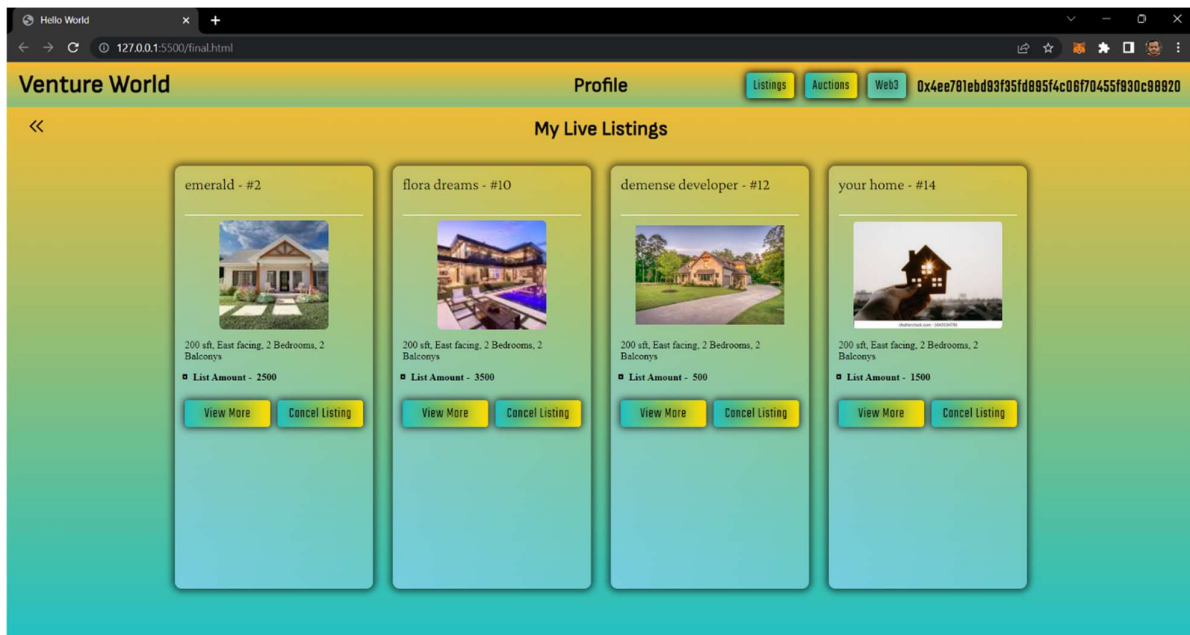 Hello World
127.0.0.1:5500/final.html
Venture World
Profile
Listings
Auctions
Web3
0x4ee781ebd93f35fd895f4c06f70455f930c98920
My Live Listings
emerald - #2
200 sft, East facing, 2 Bedrooms, 2
Balconys
List Amount - 2500
View More
Cancel Listing
flora dreams - #10
200 sft, East facing, 2 Bedrooms, 2
Balconys
List Amount - 3500
View More
Cancel Listing
demense developer - #12
200 sft, East facing, 2 Bedrooms, 2
Balconys
List Amount - 500
View More
Cancel Listing
your home - #14
200 sft, East facing, 2 Bedrooms, 2
Balconys
List Amount - 1500
View More
Cancel Listing